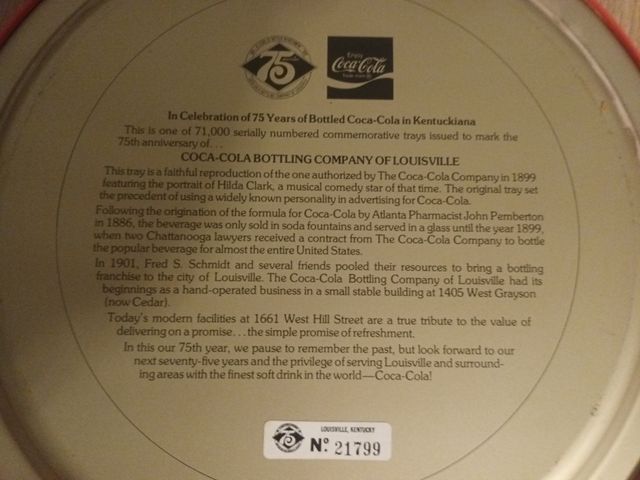 75th
Enjoy
Coca-Cola
In Celebration of 75 Years of Bottled Coca-Cola in Kentuckiana
This is one of 71,000 serially numbered commemorative trays issued to mark the
75th anniversary of...
COCA-COLA BOTTLING COMPANY OF LOUISVILLE
This tray is a faithful reproduction of the one authorized by The Coca-Cola Company in 1899
featuring the portrait of Hilda Clark, a musical comedy star of that time. The original tray set
the precedent of using a widely known personality in advertising for Coca-Cola.
Following the origination of the formula for Coca-Cola by Atlanta Pharmacist John Pemberton
in 1886, the beverage was only sold in soda fountains and served in a glass until the year 1899,
when two Chattanooga lawyers received a contract from The Coca-Cola Company to bottle
the popular beverage for almost the entire United States.
In 1901, Fred S. Schmidt and several friends pooled their resources to bring a bottling
franchise to the city of Louisville. The Coca-Cola Bottling Company of Louisville had its
beginnings as a hand-operated business in a small stable building at 1405 West Grayson
(now Cedar).
Today's modern facilities at 1661 West Hill Street are a true tribute to the value of
delivering on a promise...the simple promise of refreshment.
In this our 75th year, we pause to remember the past, but look forward to our
next seventy-five years and the privilege of serving Louisville and surround-
ing areas with the finest soft drink in the world—Coca-Cola!
75th
LOUISVILLE, KENTUCKY
Nº 21799